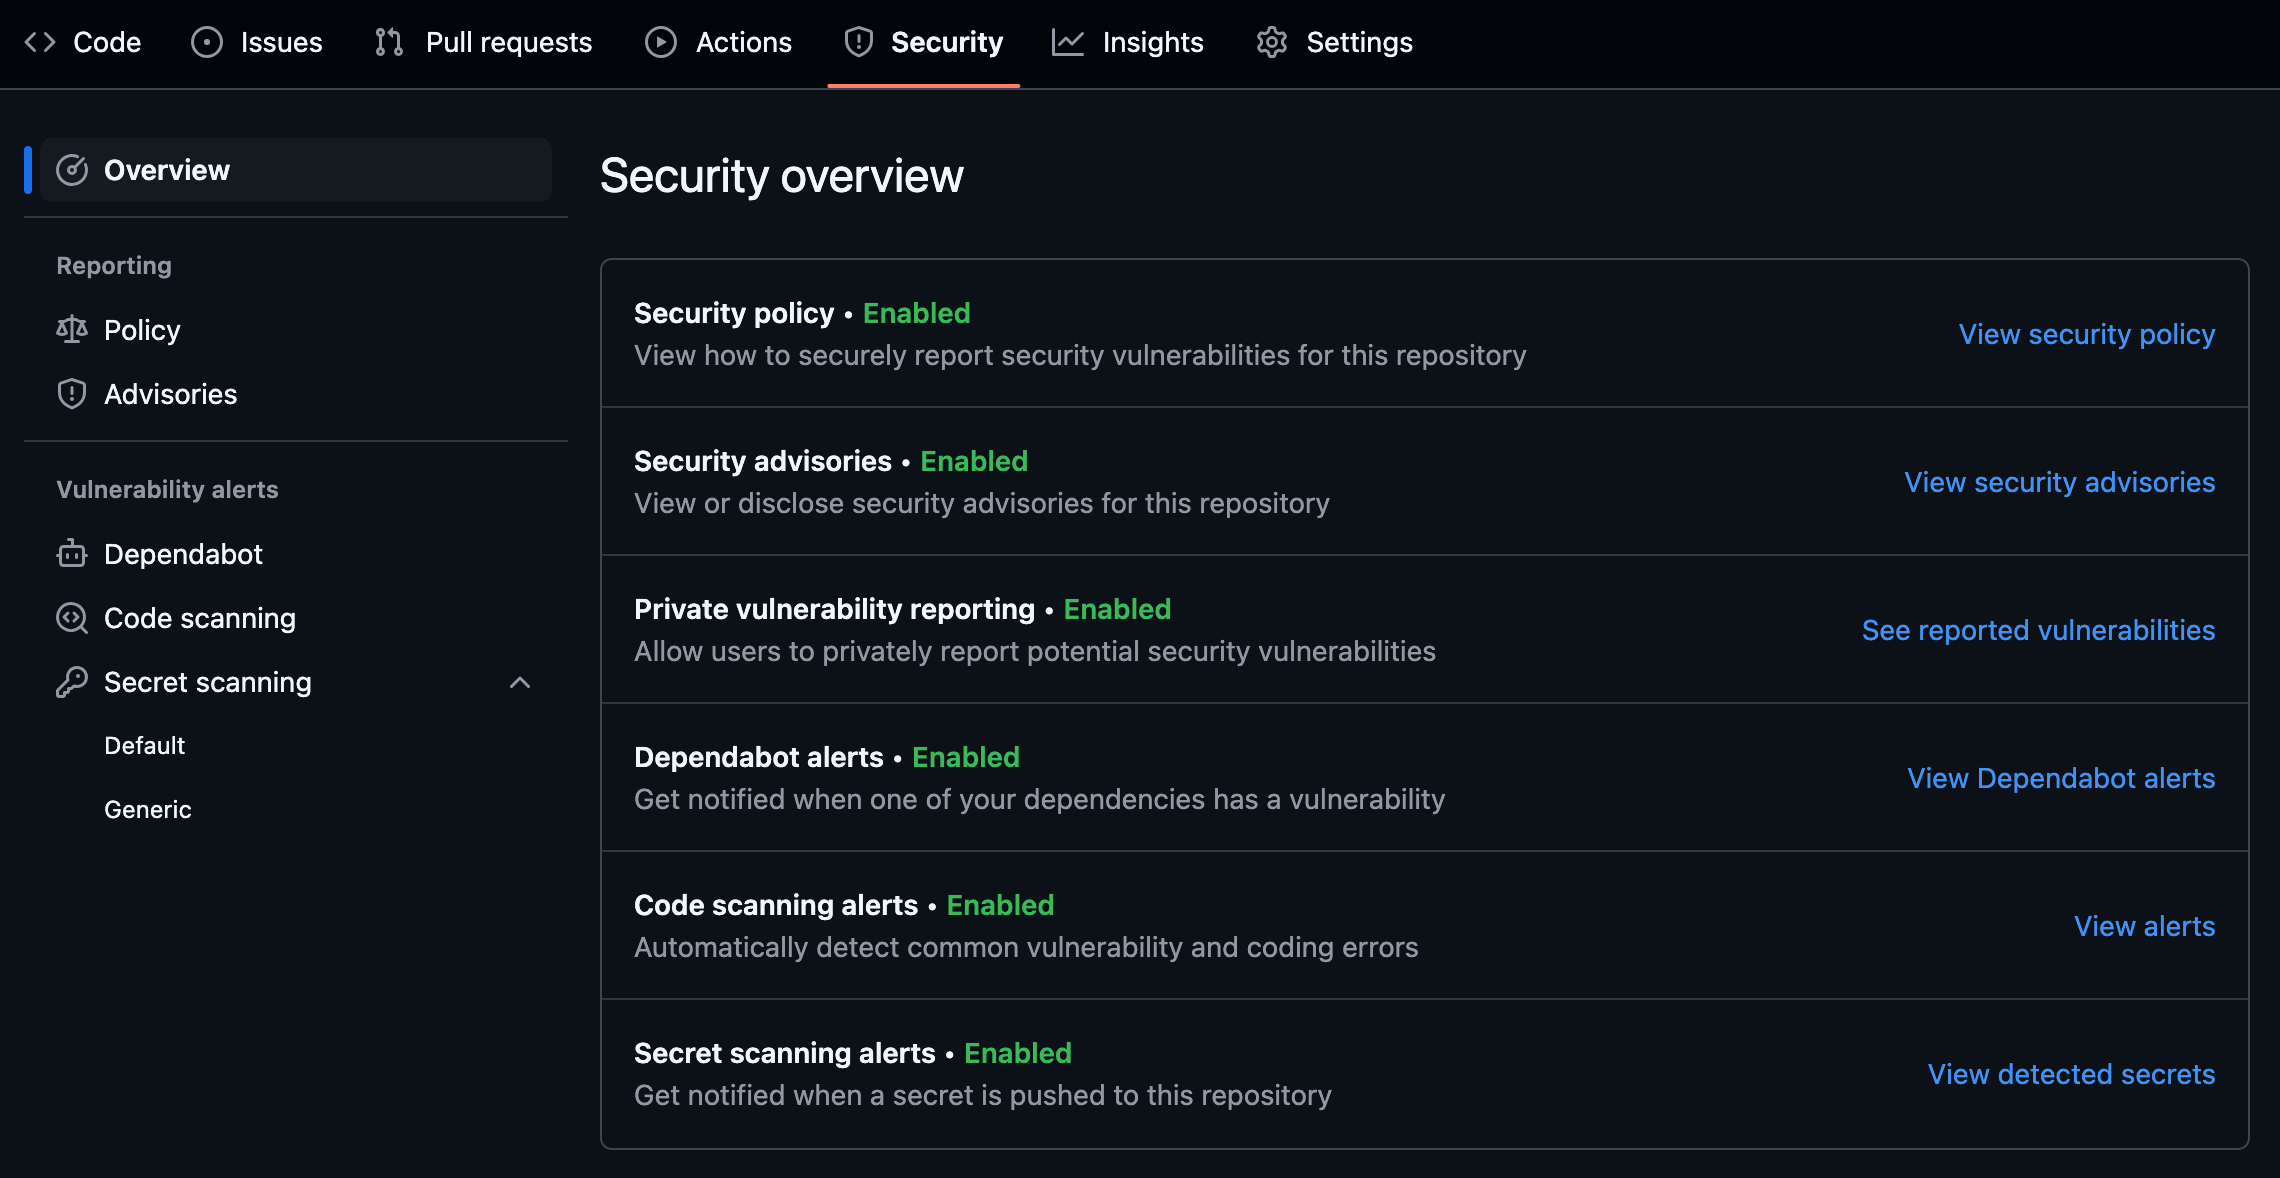 Code Issues Pull requests Actions Security Insights Settings
Overview
Reporting
Policy
Advisories
Vulnerability alerts
Dependabot
Code scanning
Secret scanning
Default
Generic
Security overview
Security policy • Enabled
View how to securely report security vulnerabilities for this repository
View security policy
Security advisories • Enabled
View or disclose security advisories for this repository
View security advisories
Private vulnerability reporting • Enabled
Allow users to privately report potential security vulnerabilities
See reported vulnerabilities
Dependabot alerts • Enabled
Get notified when one of your dependencies has a vulnerability
View Dependabot alerts
Code scanning alerts • Enabled
Automatically detect common vulnerability and coding errors
View alerts
Secret scanning alerts • Enabled
Get notified when a secret is pushed to this repository
View detected secrets